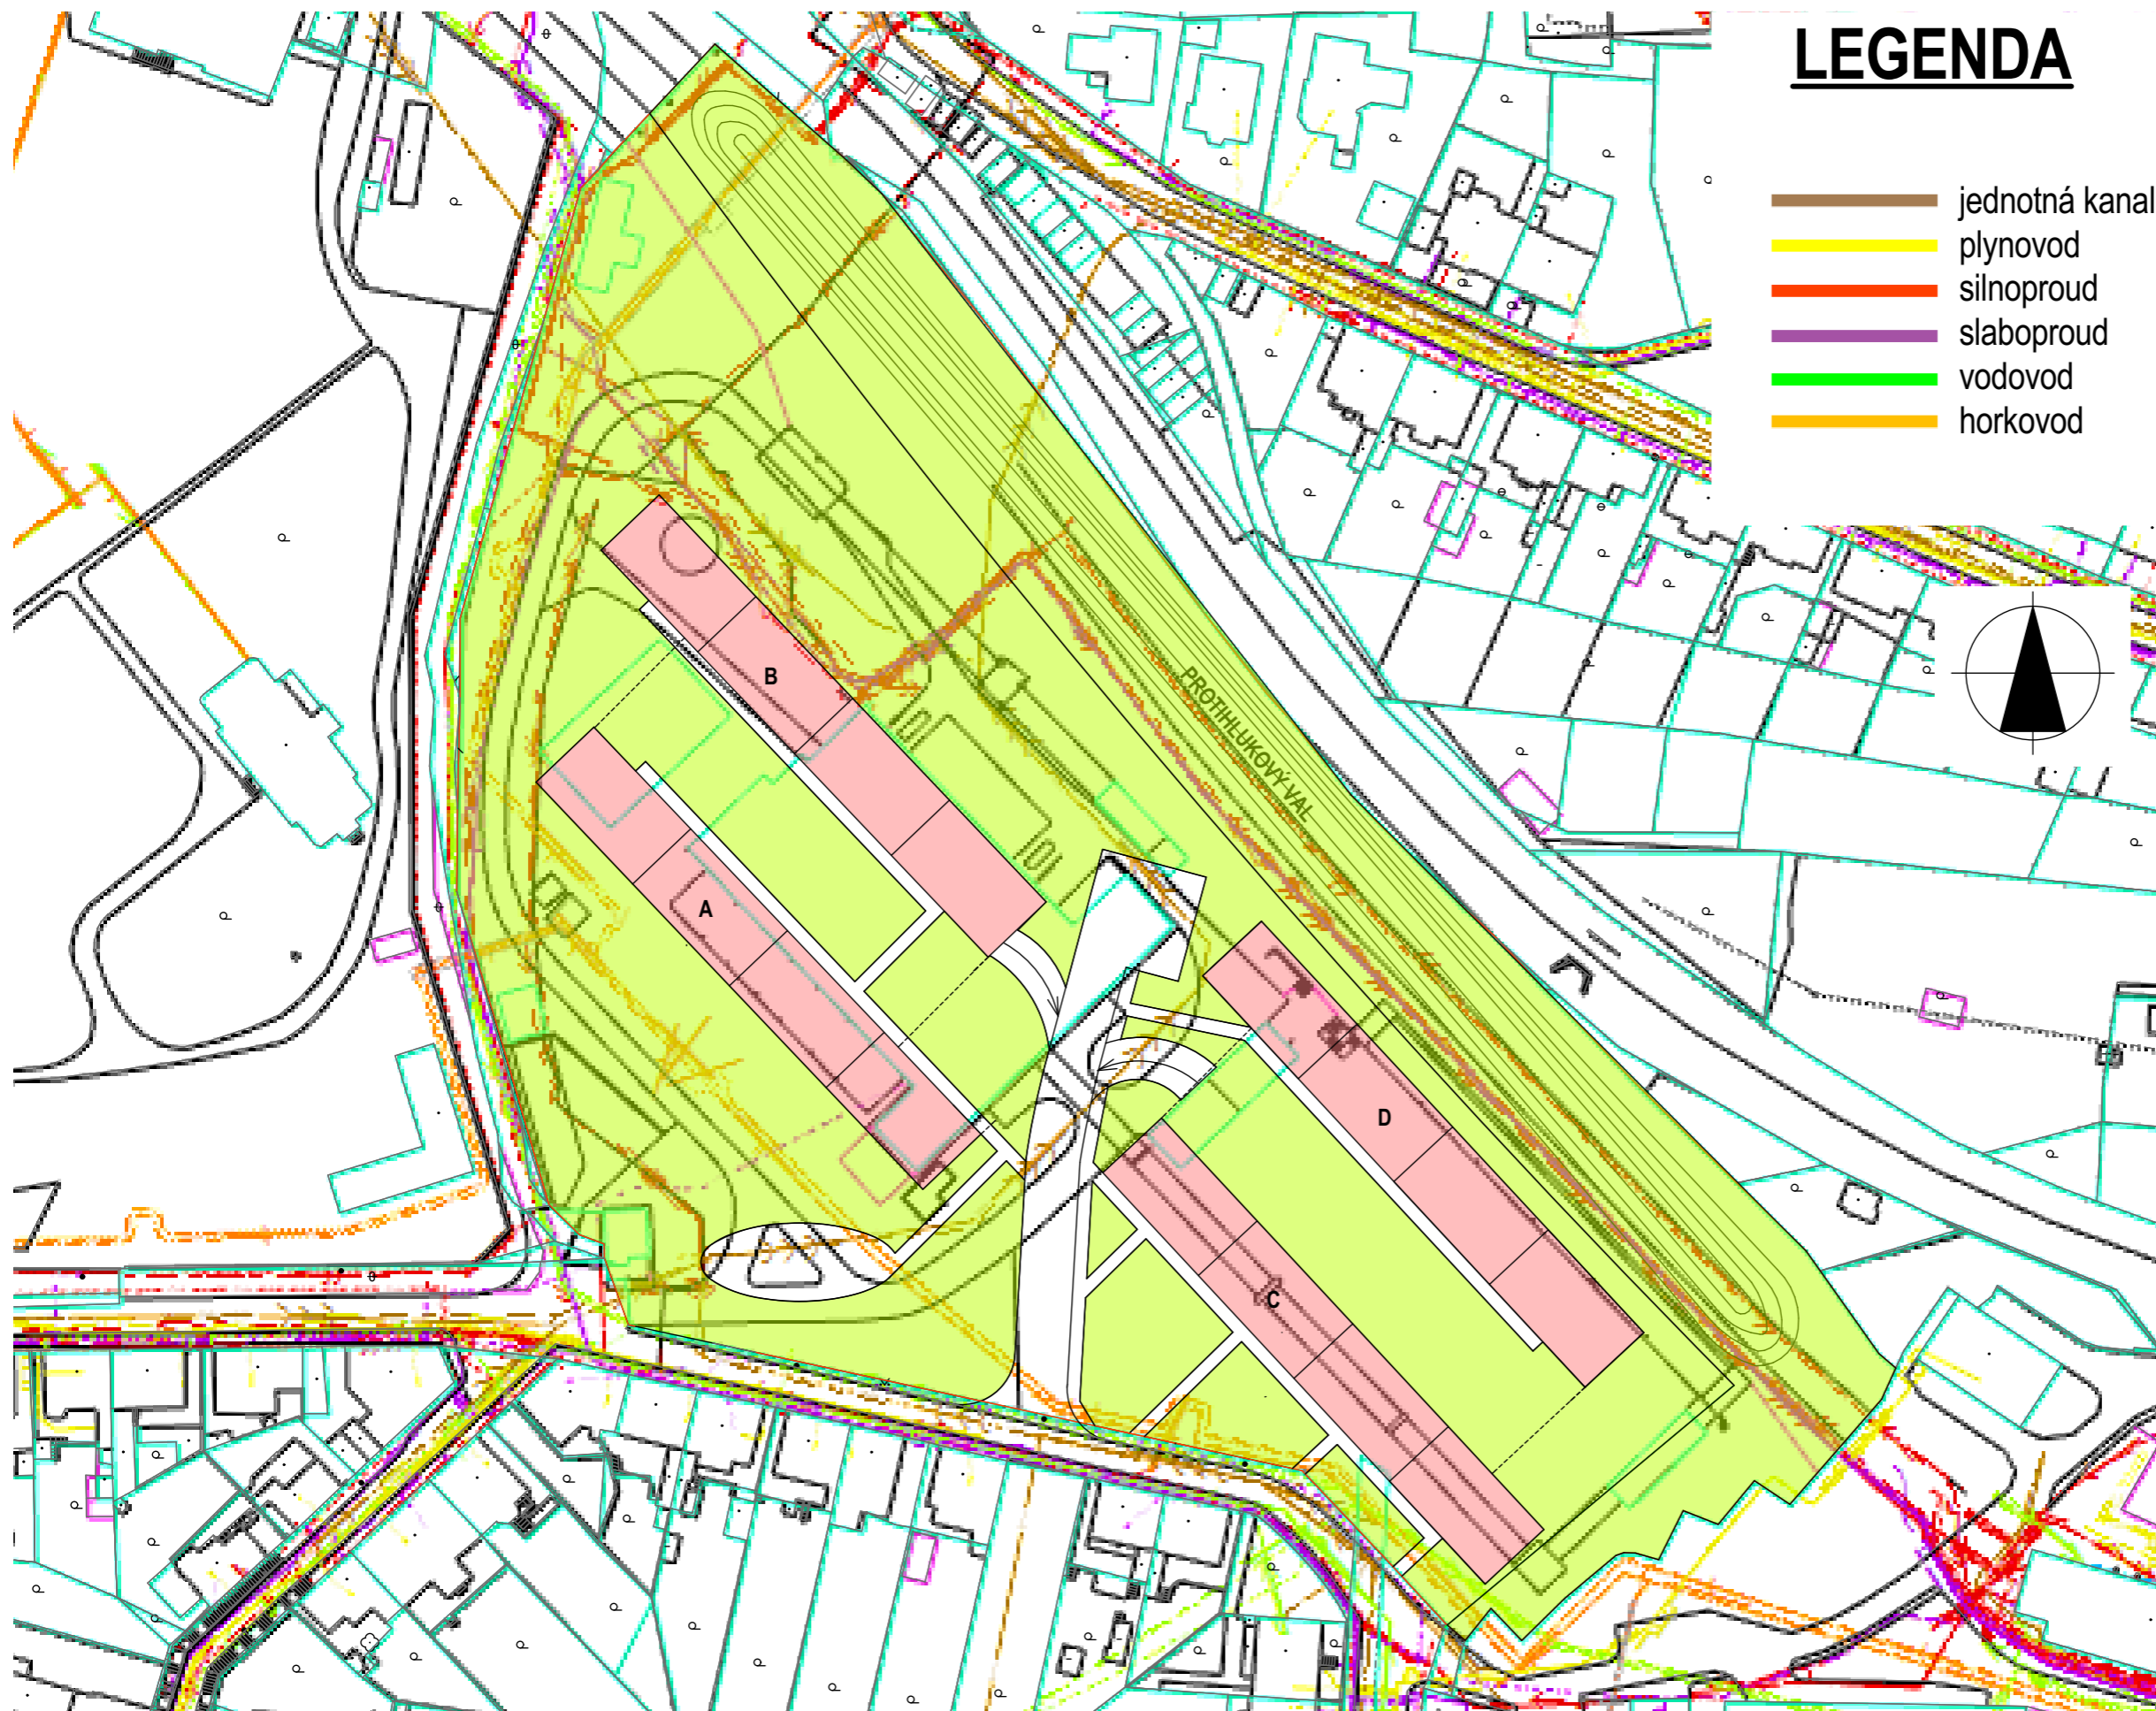 LEGENDA
jednotná kanal
plynovod
silnoproud
slaboproud
vodovod
horkovod
PROTIHLUKOVÝ VAL
B
A
D
C